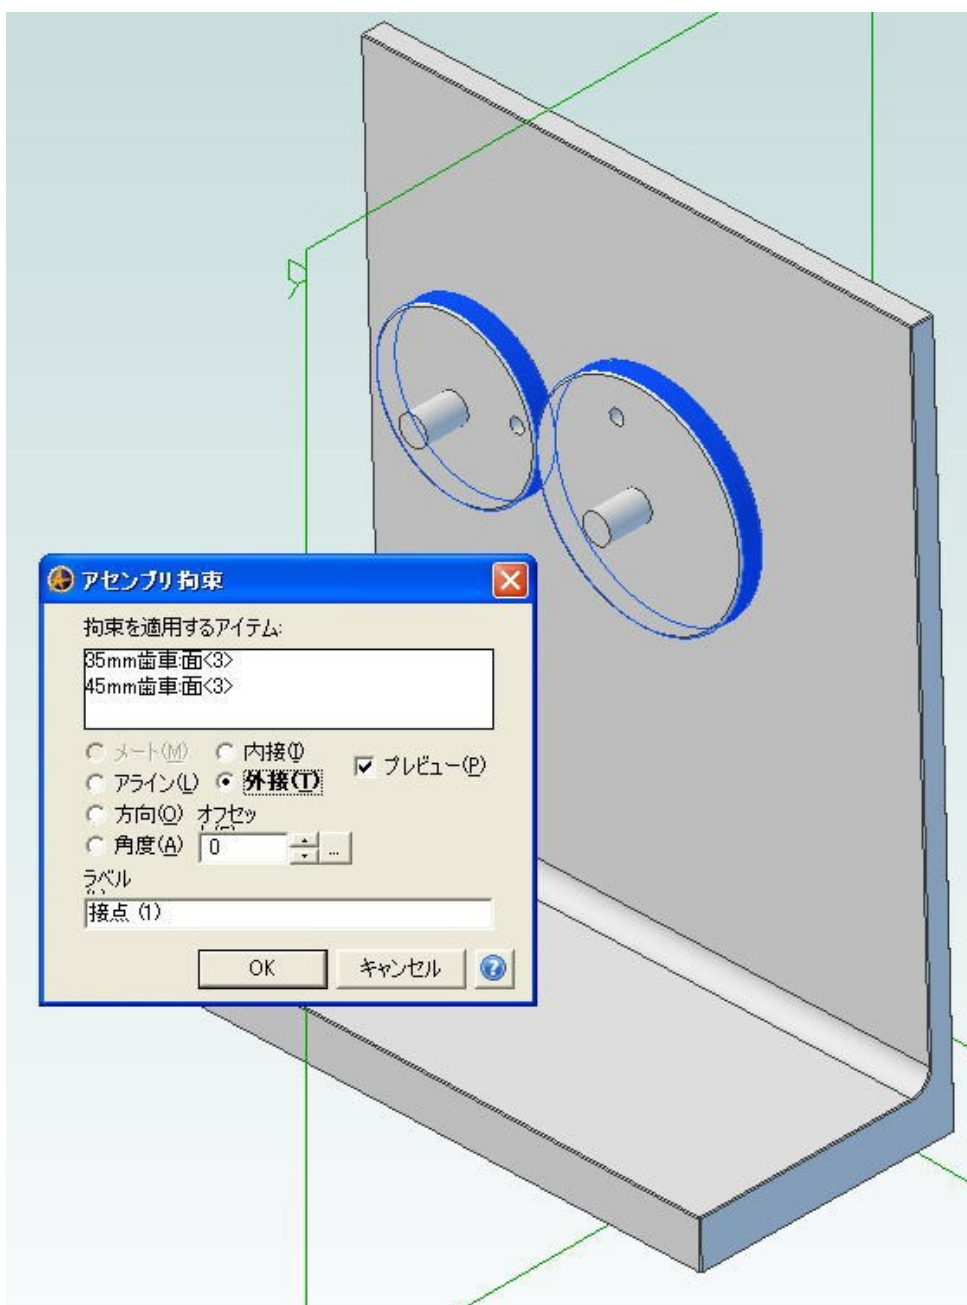 アセンブリ拘束
拘束を適用するアイテム:
35mm歯車:面<3>
45mm歯車:面<3>
メート(M) 内接(I) プレビュー(P)
アライン(L) 外接(T)
方向(O) オフセッ
角度(A) 0 ...
ラベル
接点 (1)
OK キャンセル ?